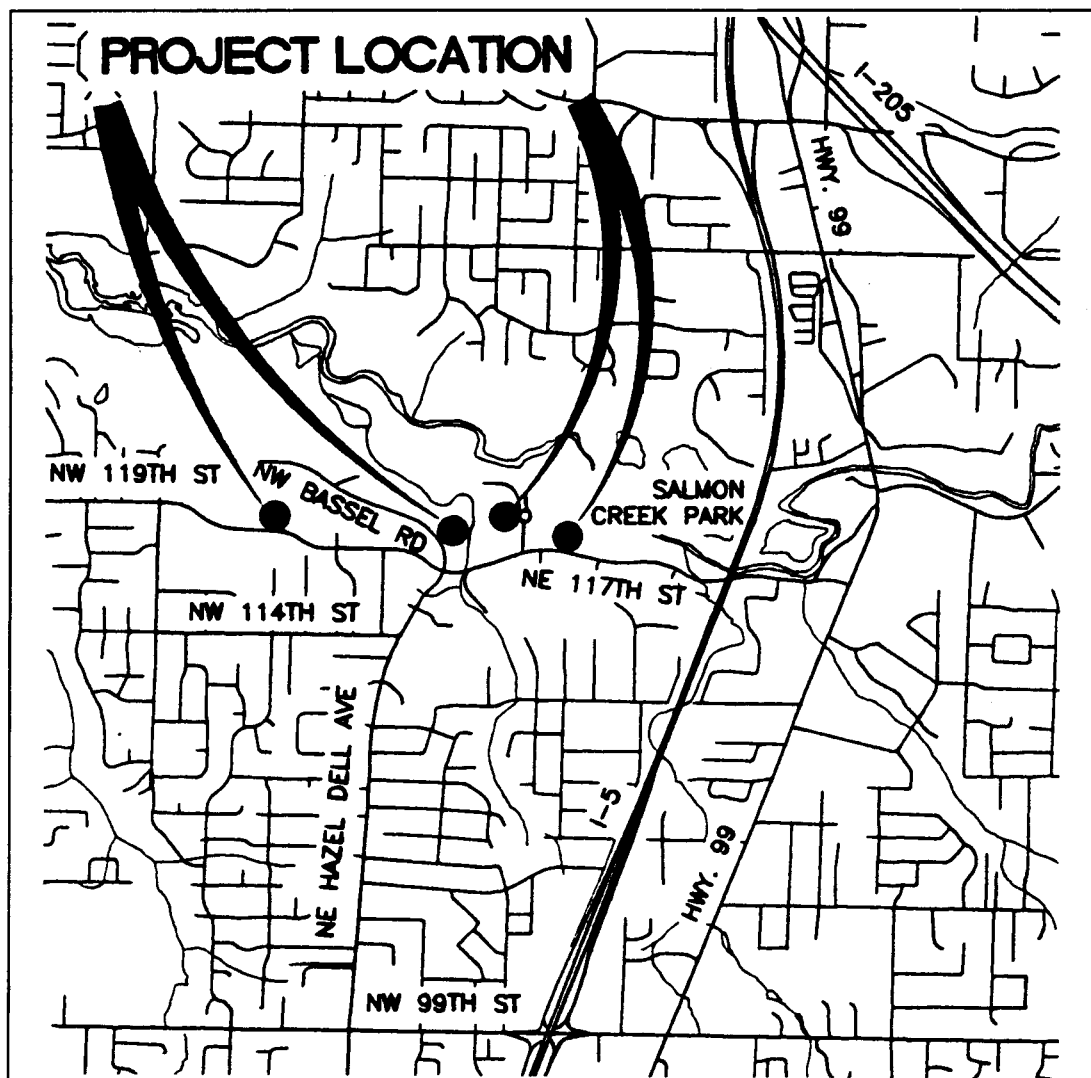 PROJECT LOCATION
I-205
HWY. 99
NW 119TH ST
NW BASSEL RD
SALMON
CREEK PARK
NE 117TH ST
NW 114TH ST
NE HAZEL DELL AVE
I-5
HWY. 99
NW 99TH ST